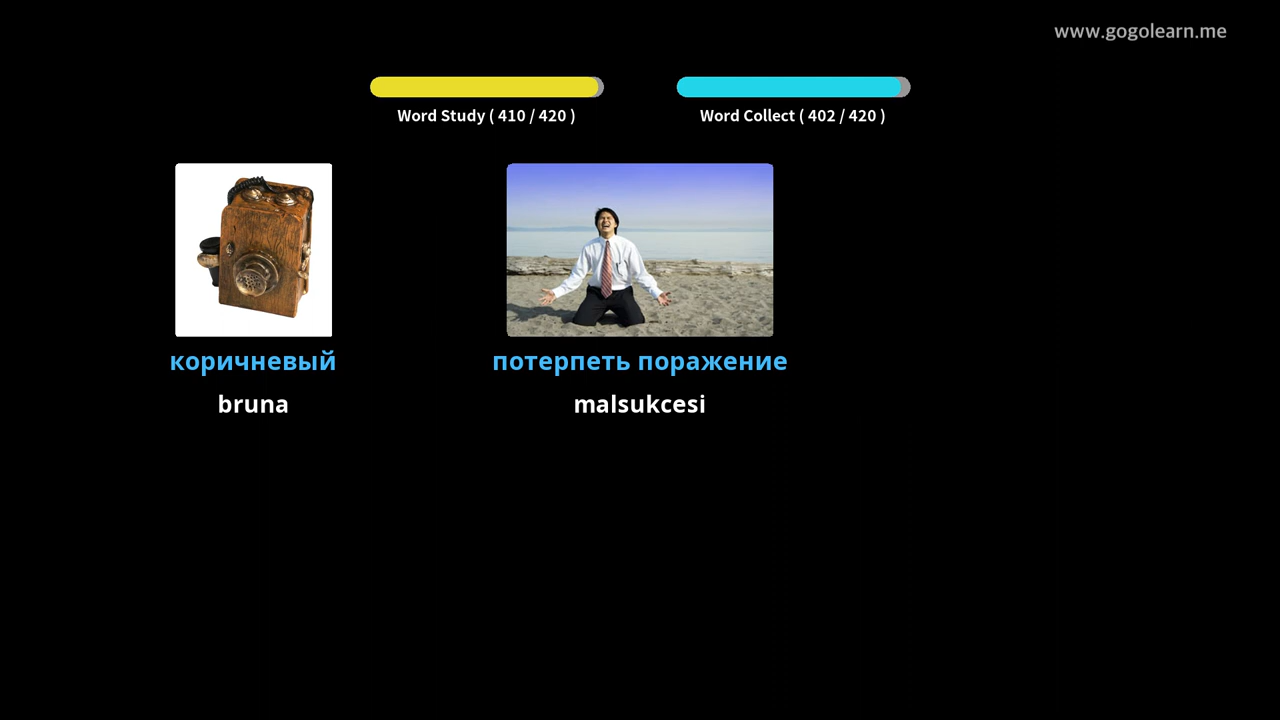 www.gogolearn.me
Word Study ( 410 / 420 )
Word Collect ( 402 / 420 )
коричневый
потерпеть поражение
bruna
malsukcesi